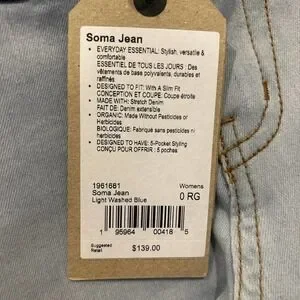 Soma Jean
• EVERYDAY ESSENTIAL: Stylish, versatile &
comfortable
ESSENTIEL DE TOUS LES JOURS : Des
vêtements de base polyvalents, durables et
raffinés
• DESIGNED TO FIT: With A Slim Fit
CONCEPTION ET COUPE: Coupe étroite
• MADE WITH: Stretch Denim
FAIT DE: Denim extensible
• ORGANIC: Made Without Pesticides or
Herbicides
BIOLOGIQUE: Fabriqué sans pesticides ni
herbicides
• DESIGNED TO HAVE: 5-Pocket Styling
CONÇU POUR OFFRIR : 5 poches
1961681 Womens
Soma Jean 0 RG
Light Washed Blue
1 95964 00418 5
Suggested
Retail $139.00